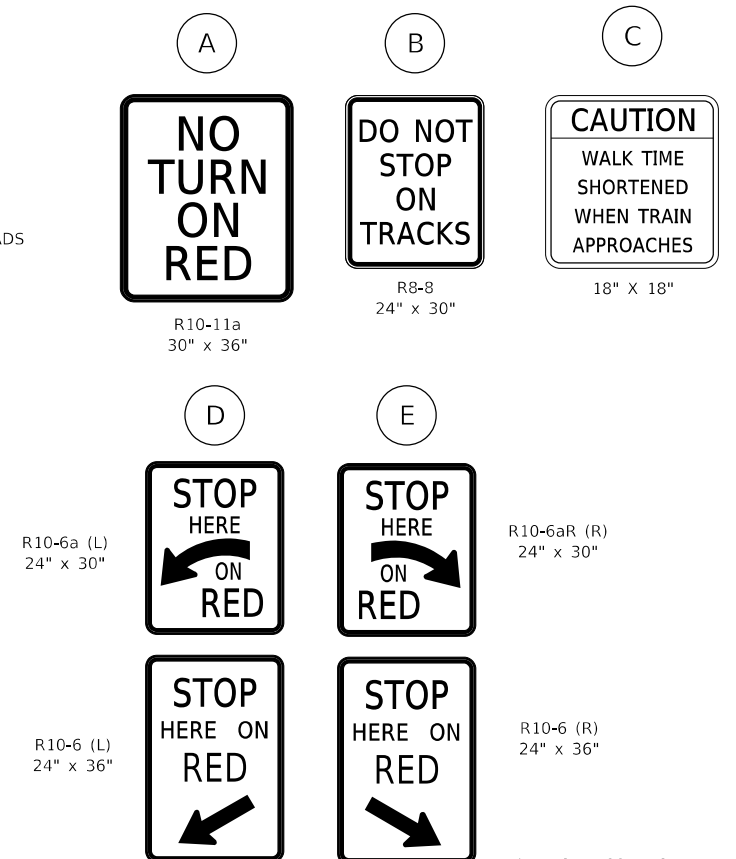 A
B
C
NO
TURN
ON
RED
R10-11a
30" x 36"
DO NOT
STOP
ON
TRACKS
R8-8
24" x 30"
CAUTION
WALK TIME
SHORTENED
WHEN TRAIN
APPROACHES
18" X 18"
D
E
R10-6a (L)
24" x 30"
STOP
HERE
ON
RED
STOP
HERE
ON
RED
R10-6aR (R)
24" x 30"
R10-6 (L)
24" x 36"
STOP
HERE ON
RED
STOP
HERE ON
RED
R10-6 (R)
24" x 36"